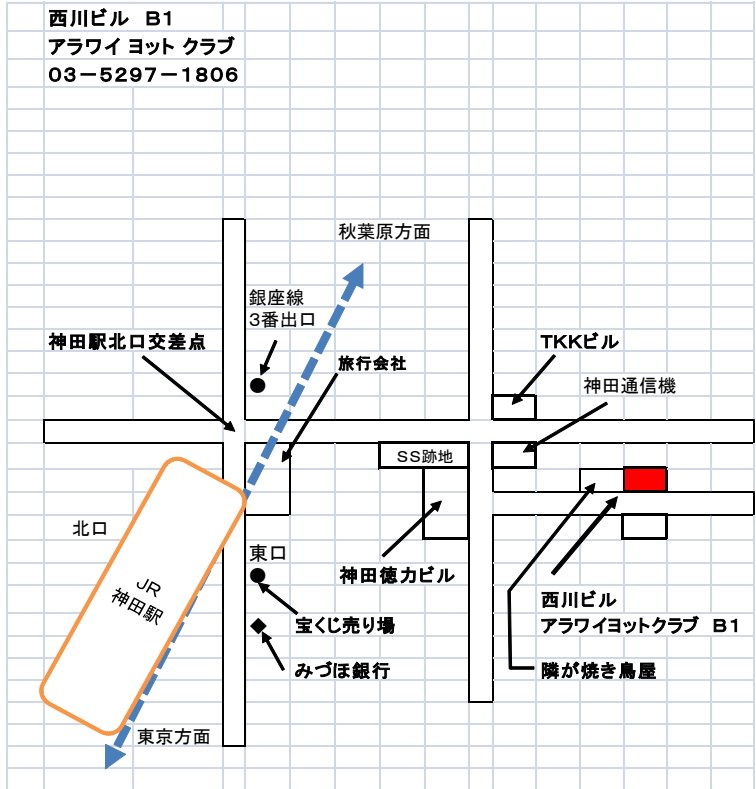 西川ビル B1
アラワイ ヨット クラブ
03-5297-1806
秋葉原方面
銀座線
3番出口
神田駅北口交差点
旅行会社
TKKビル
神田通信機
SS跡地
北口
東口
JR
神田駅
神田徳力ビル
宝くじ売り場
西川ビル
アラワイヨットクラブ B1
みづほ銀行
隣が焼き鳥屋
東京方面